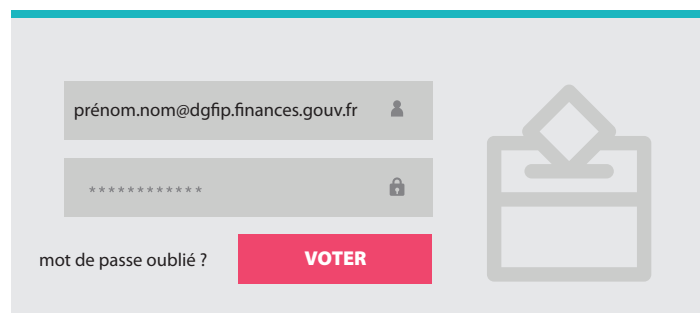 prénom.nom@dgfip.finances.gouv.fr
************
mot de passe oublié ?
VOTER